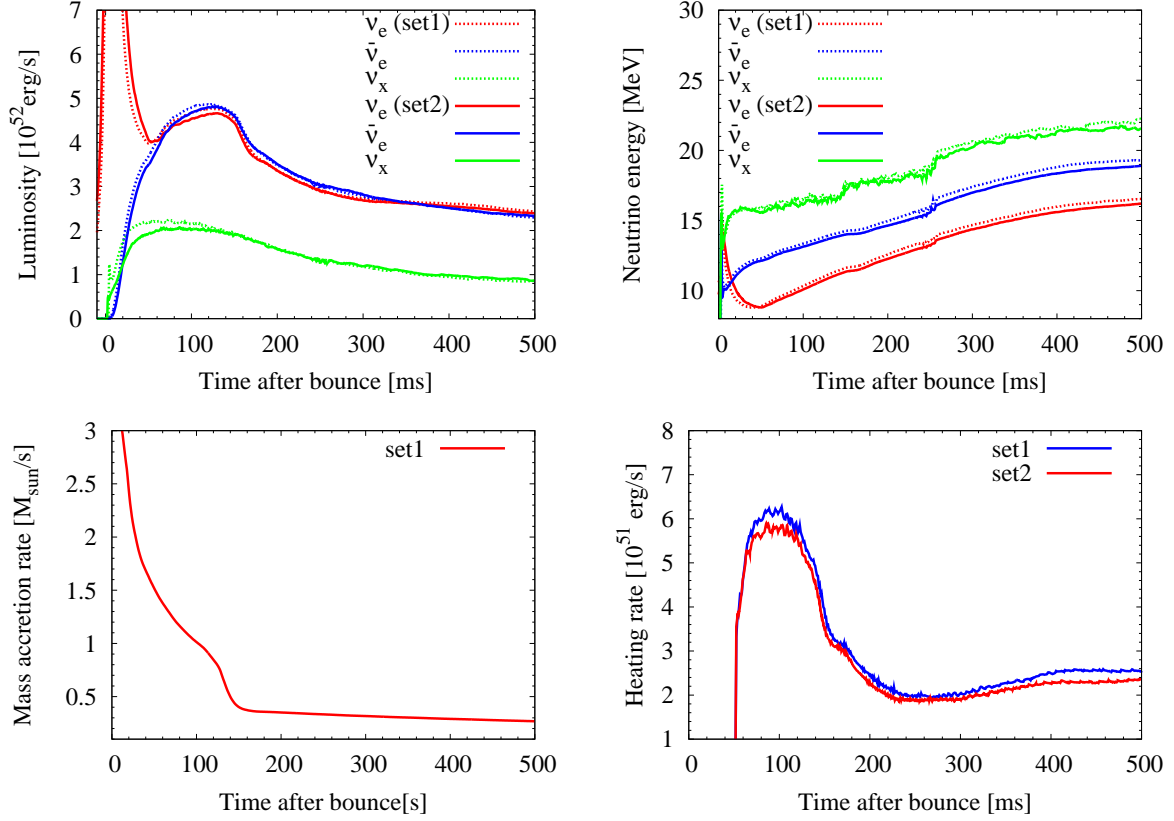 Luminosity [10^52 erg/s]
7
6
5
4
3
2
1
0
0 100 200 300 400 500
Time after bounce [ms]
ν_e (set1)
ν̄_e
ν_x
ν_e (set2)
ν̄_e
ν_x
Neutrino energy [MeV]
30
25
20
15
10
0 100 200 300 400 500
Time after bounce [ms]
ν_e (set1)
ν̄_e
ν_x
ν_e (set2)
ν̄_e
ν_x
Mass accretion rate [M_sun/s]
3
2.5
2
1.5
1
0.5
0 100 200 300 400 500
Time after bounce[s]
set1
Heating rate [10^51 erg/s]
8
7
6
5
4
3
2
1
0 100 200 300 400 500
Time after bounce [ms]
set1
set2